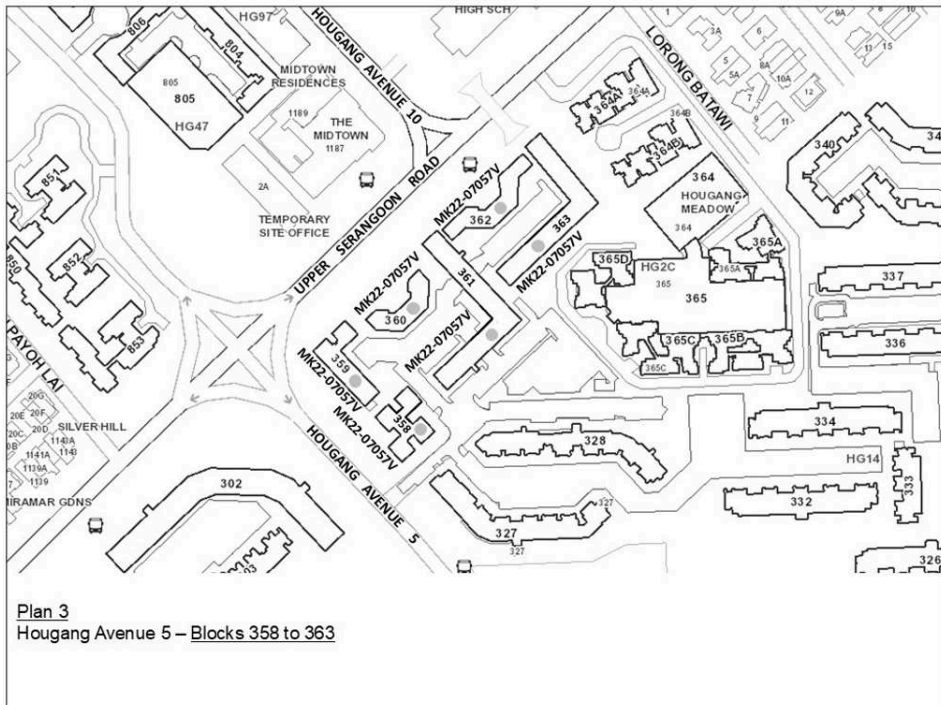 HG97
HIGH SCH
HOUGANG AVENUE 10
806
804
805
805
HG47
MIDTOWN
RESIDENCES
1189
THE
MIDTOWN
1187
2A
TEMPORARY
SITE OFFICE
UPPER SERANGOON ROAD
LORONG BATAWI
1
3A
6
9A
6
10
5
5A
8A
10A
13
15
7
9
11
12
364A
364A
364B
364B
364
HOUGANG
MEADOW
364
340
34
MK22-07057V
362
363
MK22-07057V
361
MK22-07057V
MK22-07057V
360
359
MK22-07057V
358
MK22-07057V
365A
365A
365D
HG2C
365
365
365C
365B
365C
337
336
851
852
850
853
PAYOH LAI
20G
20F
20E
20D
20C
20B
SILVER HILL
1141A
1143
1139A
1139
MIRAMAR GDNS
302
303
HOUGANG AVENUE 5
328
327
327
327
334
HG14
333
332
326
Plan 3
Hougang Avenue 5 – Blocks 358 to 363